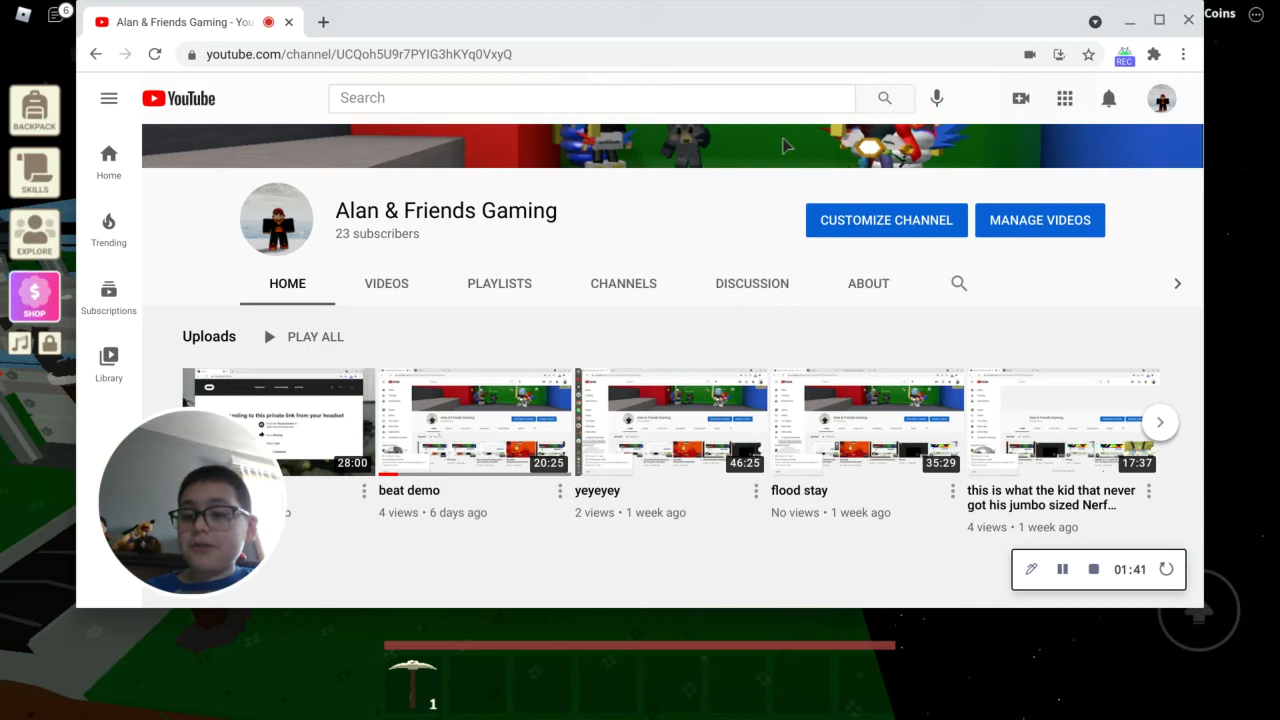 6
Alan & Friends Gaming - You
Coins
youtube.com/channel/UCQoh5U9r7PYIG3hKYq0VxyQ
REC
YouTube
Search
BACKPACK
SKILLS
EXPLORE
SHOP
Home
Trending
Subscriptions
Library
Alan & Friends Gaming
23 subscribers
CUSTOMIZE CHANNEL
MANAGE VIDEOS
HOME VIDEOS PLAYLISTS CHANNELS DISCUSSION ABOUT
Uploads PLAY ALL
28:00
20:25
46:25
35:29
17:37
beat demo
4 views • 6 days ago
yeyeyey
2 views • 1 week ago
flood stay
No views • 1 week ago
this is what the kid that never
got his jumbo sized Nerf...
4 views • 1 week ago
01:41
1